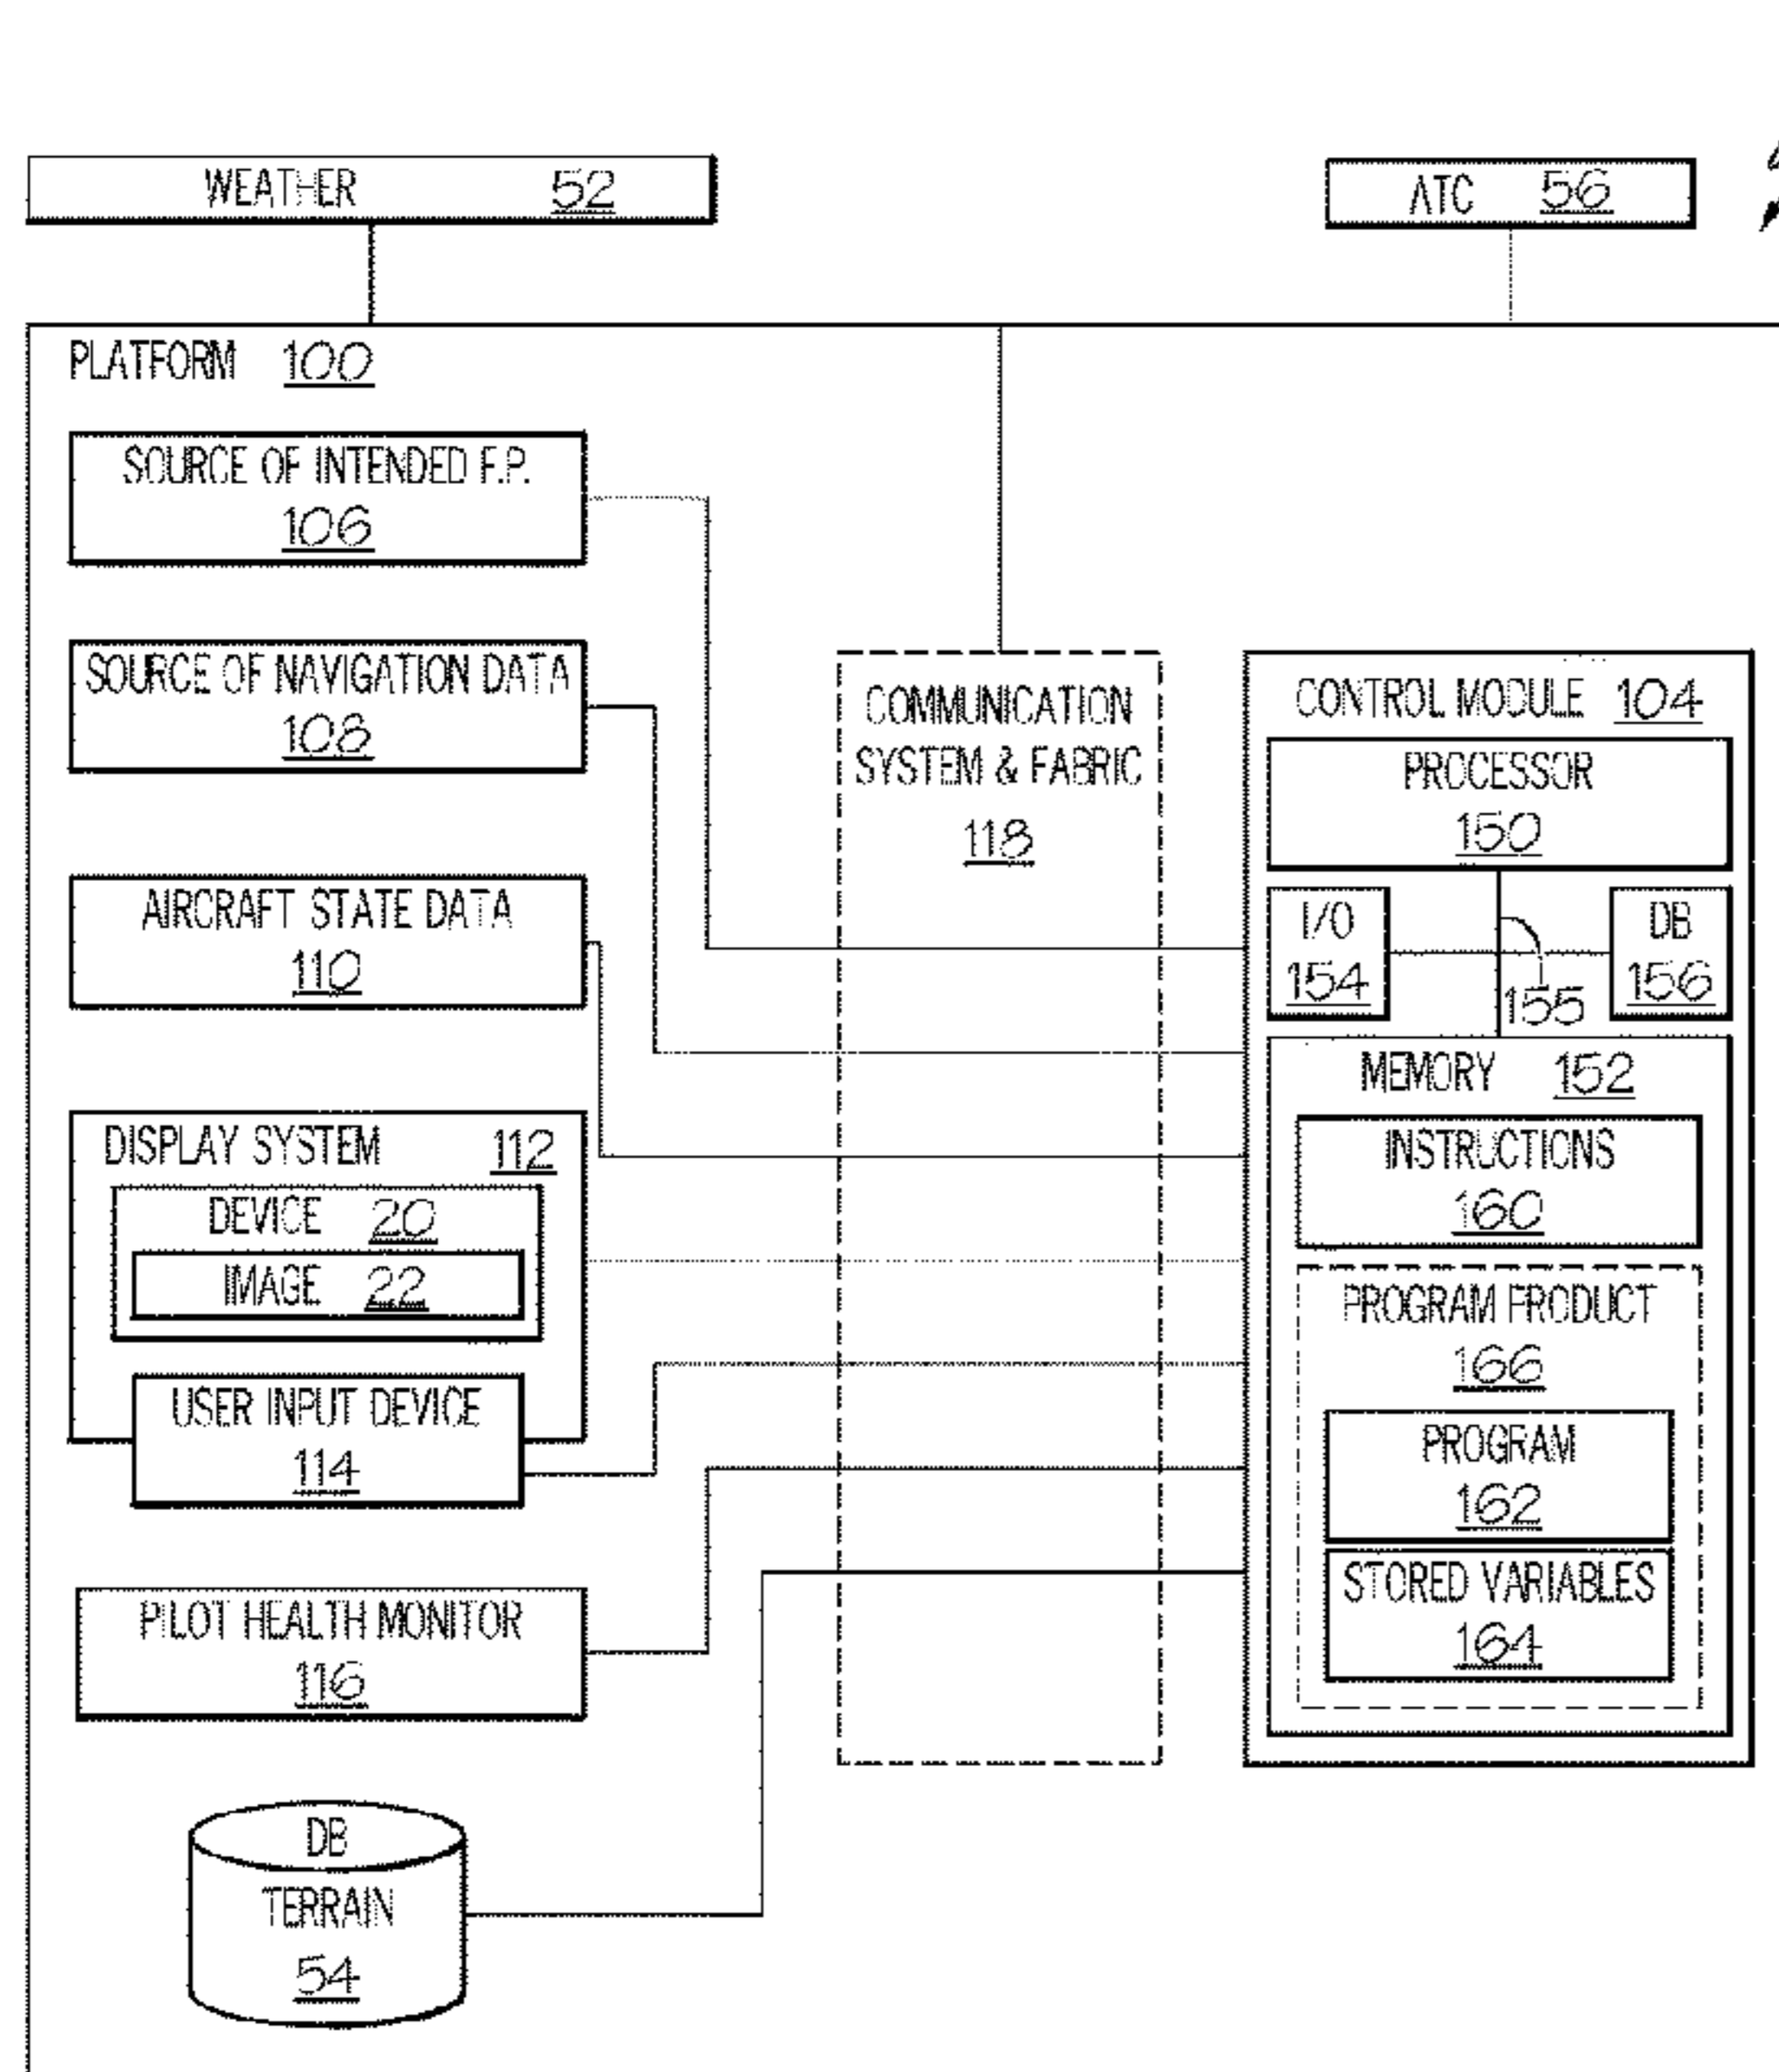 WEATHER 52
ATC 56
PLATFORM 100
SOURCE OF INTENDED F.P.
106
SOURCE OF NAVIGATION DATA
108
AIRCRAFT STATE DATA
110
DISPLAY SYSTEM 112
DEVICE 20
IMAGE 22
USER INPUT DEVICE
114
PILOT HEALTH MONITOR
116
DB
TERRAIN
54
COMMUNICATION
SYSTEM & FABRIC
118
CONTROL MODULE 104
PROCESSOR
150
I/O
154
155
DB
156
MEMORY 152
INSTRUCTIONS
160
PROGRAM PRODUCT
166
PROGRAM
162
STORED VARIABLES
164